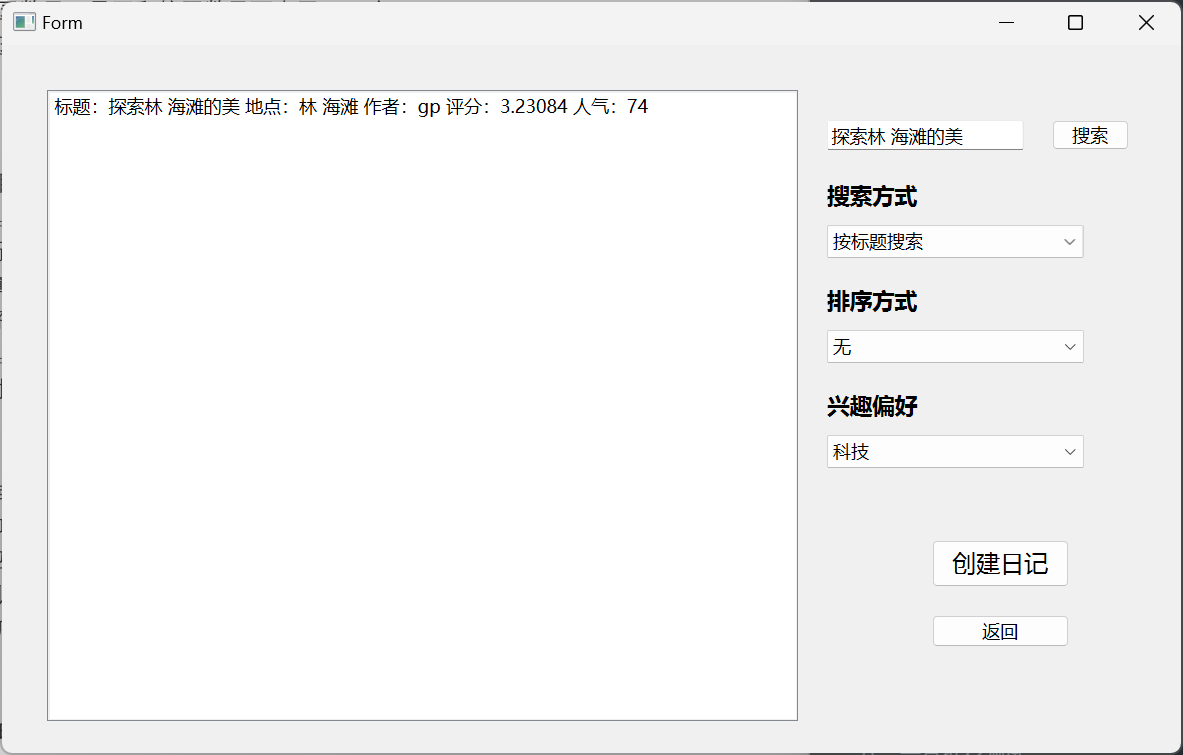 Form
标题：探索林 海滩的美 地点：林 海滩 作者：gp 评分：3.23084 人气：74
探索林 海滩的美
搜索
搜索方式
按标题搜索
排序方式
无
兴趣偏好
科技
创建日记
返回